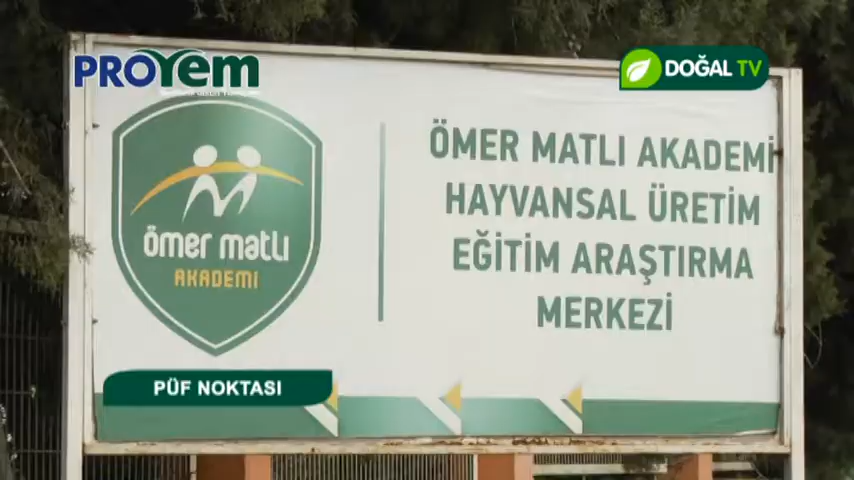 PROYEM
DOĞAL TV
ÖMER MATLI AKADEMİ
HAYVANSAL ÜRETİM
EĞİTİM ARAŞTIRMA
MERKEZİ
ömer matlı
AKADEMİ
PÜF NOKTASI